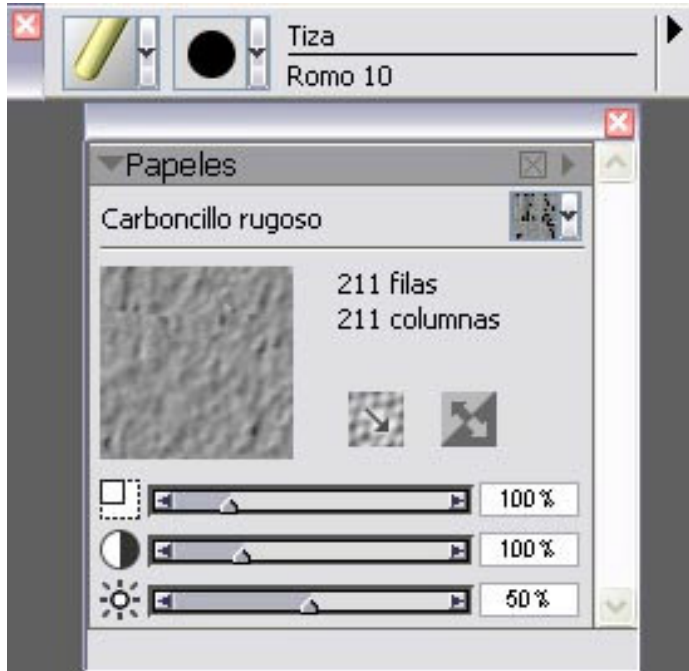 Tiza
Romo 10
Papeles
Carboncillo rugoso
211 filas
211 columnas
100%
100%
50%